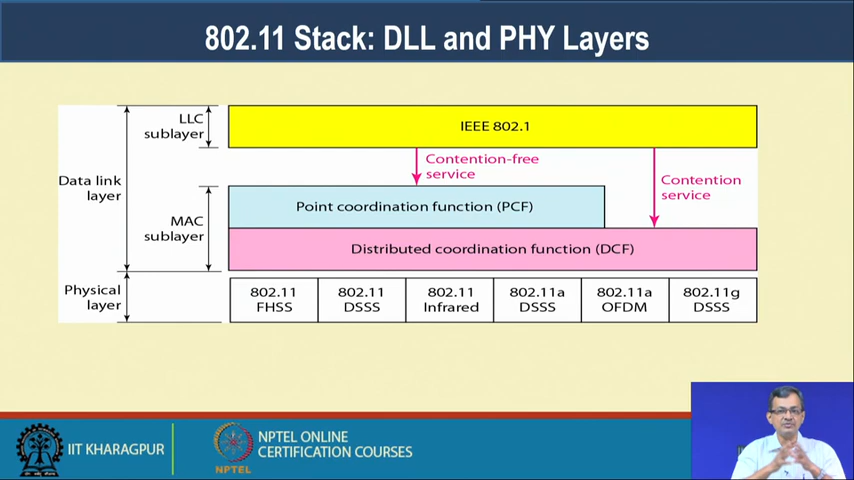 802.11 Stack: DLL and PHY Layers
LLC
sublayer
IEEE 802.1
Contention-free
service
Contention
service
Data link
layer
MAC
sublayer
Point coordination function (PCF)
Distributed coordination function (DCF)
Physical
layer
802.11
FHSS
802.11
DSSS
802.11
Infrared
802.11a
DSSS
802.11a
OFDM
802.11g
DSSS
IIT KHARAGPUR
NPTEL
NPTEL ONLINE
CERTIFICATION COURSES